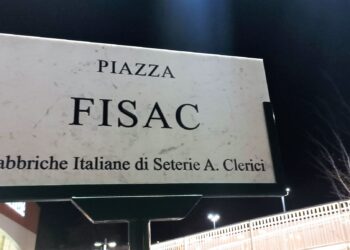 PIAZZA
FISAC
abbriche Italiane di Seterie A. Clerici